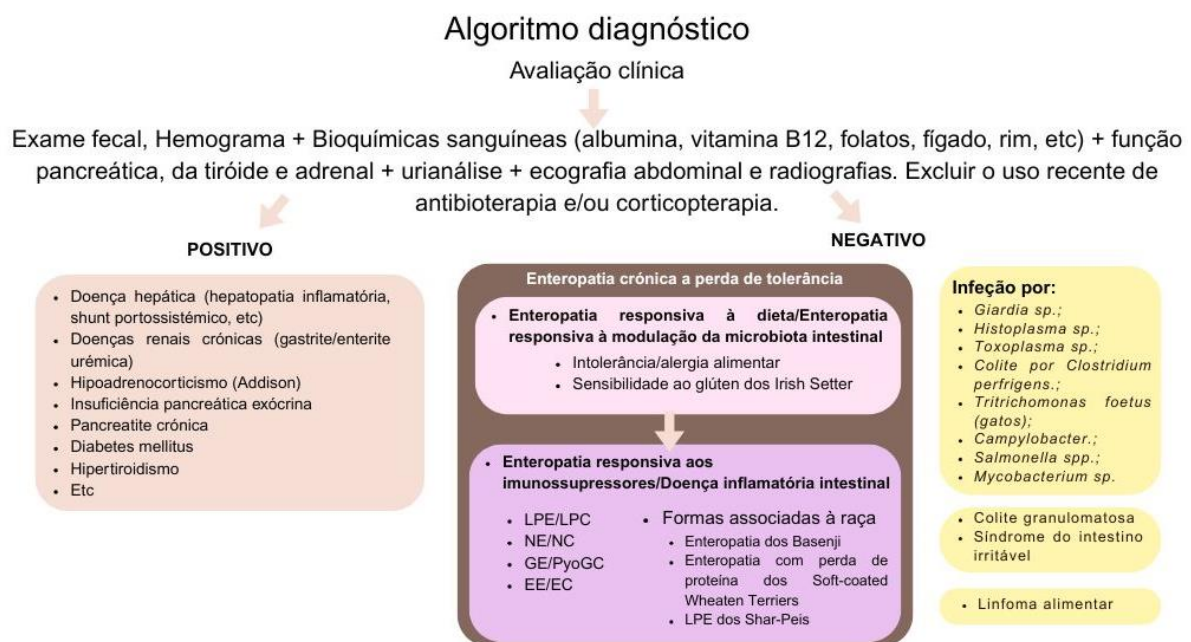 Algoritmo diagnóstico
Avaliação clínica
Exame fecal, Hemograma + Bioquímicas sanguíneas (albumina, vitamina B12, folatos, fígado, rim, etc) + função
pancreática, da tiróide e adrenal + urianálise + ecografia abdominal e radiografias. Excluir o uso recente de
antibioterapia e/ou corticopterapia.
POSITIVO
• Doença hepática (hepatopatia inflamatória,
shunt portossistémico, etc)
• Doenças renais crónicas (gastrite/enterite
urémica)
• Hipoadrenocorticismo (Addison)
• Insuficiência pancreática exócrina
• Pancreatite crónica
• Diabetes mellitus
• Hipertiroidismo
• Etc
NEGATIVO
Enteropatia crónica a perda de tolerância
• Enteropatia responsiva à dieta/Enteropatia
responsiva à modulação da microbiota intestinal
• Intolerância/alergia alimentar
• Sensibilidade ao glúten dos Irish Setter
• Enteropatia responsiva aos
imunossupressores/Doença inflamatória intestinal
• LPE/LPC
• NE/NC
• GE/PyoGC
• EE/EC
• Formas associadas à raça
• Enteropatia dos Basenji
• Enteropatia com perda de
proteína dos Soft-coated
Wheaten Terriers
• LPE dos Shar-Peis
Infeção por:
• Giardia sp.;
• Histoplasma sp.;
• Toxoplasma sp.;
• Colite por Clostridium
perfrigens.;
• Tritrichomonas foetus
(gatos);
• Campylobacter.;
• Salmonella spp.;
• Mycobacterium sp.
• Colite granulomatosa
• Síndrome do intestino
irritável
• Linfoma alimentar